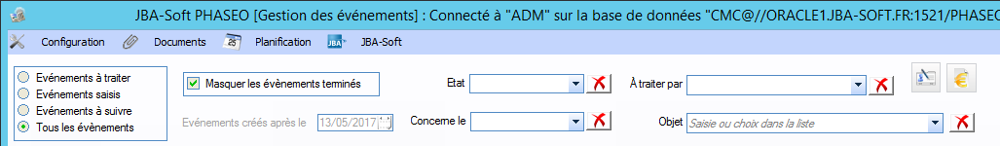 JBA-Soft PHASEO [Gestion des événements] : Connecté à "ADM" sur la base de données "CMC@//ORACLE1.JBA-SOFT.FR:1521/PHASEO
Configuration Documents 25 Planification JBA JBA-Soft
Evénements à traiter
Evénements saisis
Evénements à suivre
Tous les évènements
Masquer les évènements terminés
Evénements créés après le 13/05/2017
Etat
Concerne le
À traiter par
Objet Saisie ou choix dans la liste